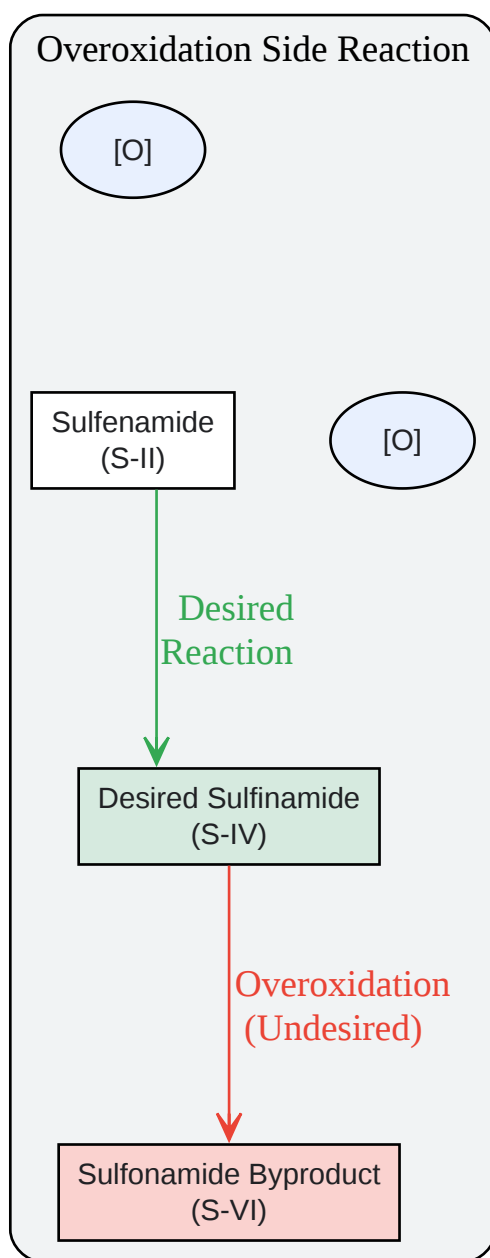 Overoxidation Side Reaction
[O]
Sulfenamide
(S-II)
[O]
Desired
Reaction
Desired Sulfinamide
(S-IV)
Overoxidation
(Undesired)
Sulfonamide Byproduct
(S-VI)